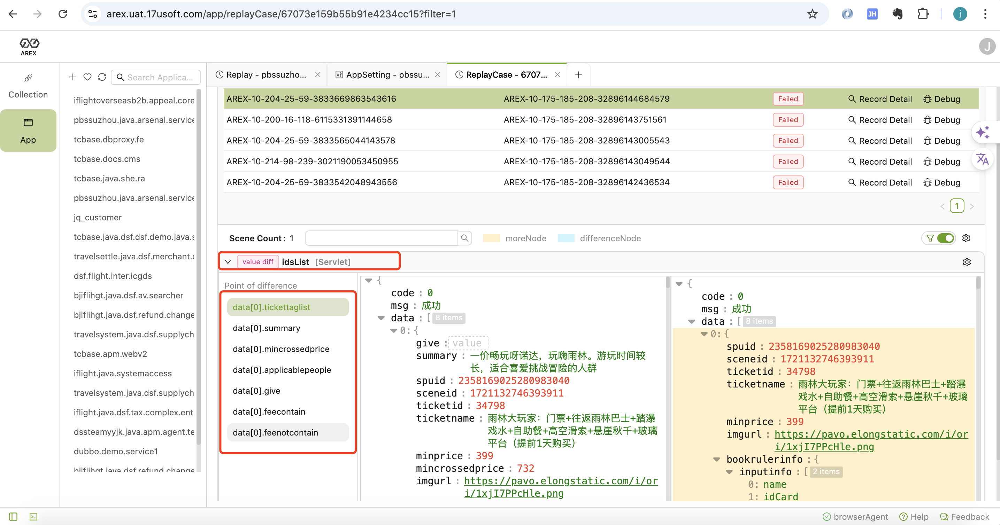 arex.uat.17usoft.com/app/replayCase/67073e159b55b91e4234cc15?filter=1
JH
j
AREX
J
Collection
App
Search Applica...
iflightoverseasb2b.appeal.core
pbssuzhou.java.arsenal.service
tcbase.dbproxy.fe
tcbase.docs.cms
tcbase.java.she.ra
pbssuzhou.java.arsenal.service
jq_customer
tcbase.java.dsf.dsf.demo.java.s
travelsettle.java.dsf.merchant.c
dsf.flight.inter.icgds
bjiflihgt.java.dsf.av.searcher
bjiflihgt.java.dsf.refund.change
travelsystem.java.dsf.supplych
tcbase.apm.webv2
iflight.java.systemaccess
travelsystem.java.dsf.supplych
iflight.java.dsf.tax.complex.ent
dssteamyyjk.java.apm.agent.te
dubbo.demo.service1
bjiflihgt.java.dsf.refund.change
Replay - pbssuzho...
AppSetting - pbssu...
ReplayCase - 6707...
AREX-10-204-25-59-3833669863543616 AREX-10-175-185-208-32896144684579 Failed Record Detail Debug
AREX-10-200-16-118-6115331391144658 AREX-10-175-185-208-32896143751561 Failed Record Detail Debug
AREX-10-204-25-59-3833565044143578 AREX-10-175-185-208-32896143005543 Failed Record Detail Debug
AREX-10-214-98-239-3021190053450955 AREX-10-175-185-208-32896143049544 Failed Record Detail Debug
AREX-10-204-25-59-3833542048943556 AREX-10-175-185-208-32896142436534 Failed Record Detail Debug
1
Scene Count: 1
moreNode
differenceNode
value diff idsList [Servlet]
Point of difference
data[0].tickettaglist
data[0].summary
data[0].mincrossedprice
data[0].applicablepeople
data[0].give
data[0].feecontain
data[0].feenotcontain
{
code : 0
msg : 成功
data : [ 8 items
0: {
give : value
summary : 一价畅玩呀诺达，玩嗨雨林。游玩时间较
长，适合喜爱挑战冒险的人群
spuid : 2358169025280983040
sceneid : 1721132746393911
ticketid : 34798
ticketname : 雨林大玩家：门票+往返雨林巴士+踏瀑
戏水+自助餐+高空滑索+悬崖秋千+玻璃
平台（提前1天购买）
minprice : 399
mincrossedprice : 732
imgurl : https://pavo.elongstatic.com/i/or
i/1xjI7PPcHle.png
{
code : 0
msg : 成功
data : [ 8 items
0: {
spuid : 2358169025280983040
sceneid : 1721132746393911
ticketid : 34798
ticketname : 雨林大玩家：门票+往返雨林巴士+踏瀑
戏水+自助餐+高空滑索+悬崖秋千+玻璃
平台（提前1天购买）
minprice : 399
imgurl : https://pavo.elongstatic.com/i/or
i/1xjI7PPcHle.png
bookrulerinfo : {
inputinfo : [ 2 items
0: name
1: idCard
browserAgent
Help
Feedback